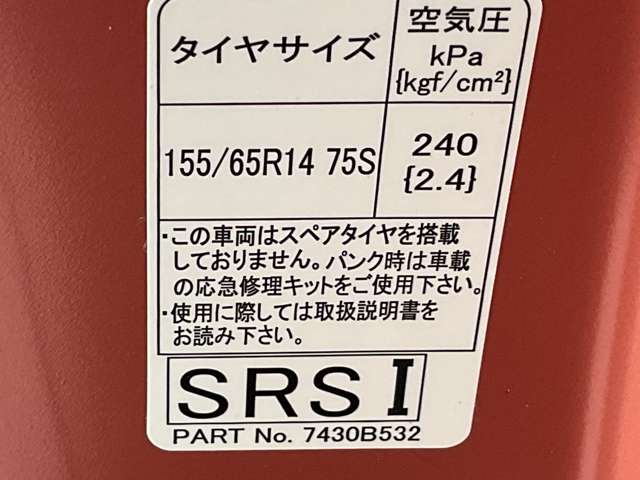 タイヤサイズ
空気圧
kPa
{kgf/cm²}
155/65R14 75S
240
{2.4}
・この車両はスペアタイヤを搭載
しておりません。パンク時は車載
の応急修理キットをご使用下さい。
・使用に際しては取扱説明書を
お読み下さい。
SRS I
PART No. 7430B532